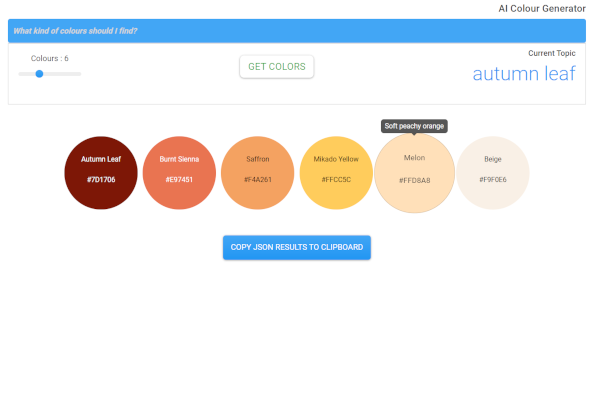 AI Colour Generator
What kind of colours should I find?
Colours : 6
GET COLORS
Current Topic
autumn leaf
Soft peachy orange
Autumn Leaf
#7D1706
Burnt Sienna
#E97451
Saffron
#F4A261
Mikado Yellow
#FFCC5C
Melon
#FFD8A8
Beige
#F9F0E6
COPY JSON RESULTS TO CLIPBOARD